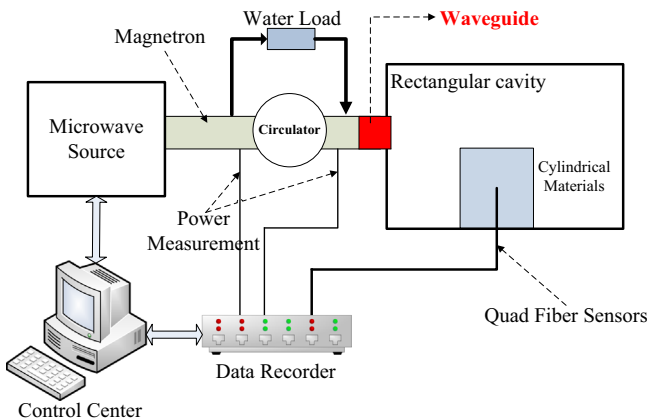 Water Load
Waveguide
Magnetron
Rectangular cavity
Microwave
Source
Circulator
Cylindrical
Materials
Power
Measurement
Quad Fiber Sensors
Data Recorder
Control Center